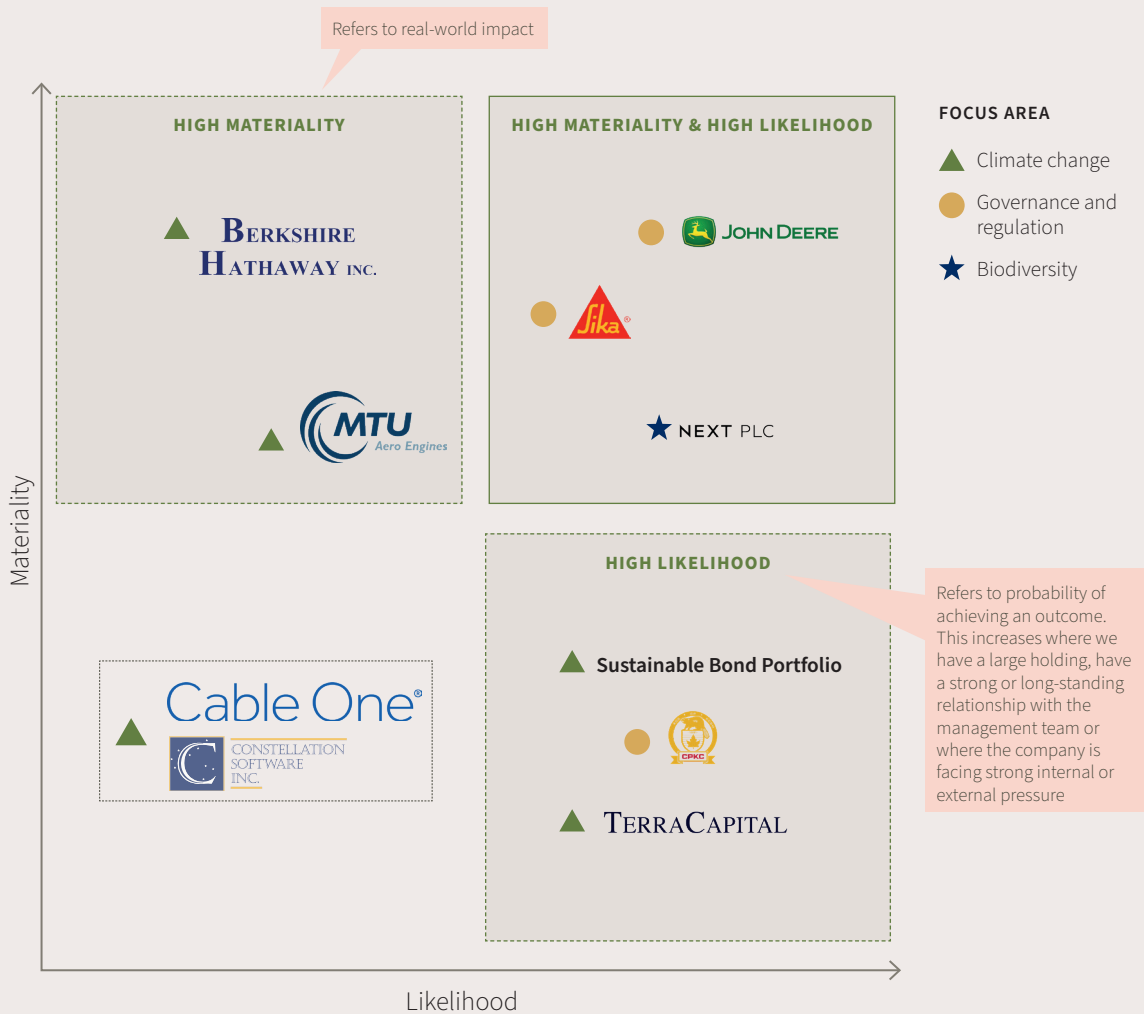 Refers to real-world impact
HIGH MATERIALITY
HIGH MATERIALITY & HIGH LIKELIHOOD
FOCUS AREA
Climate change
Governance and
regulation
Biodiversity
BERKSHIRE
HATHAWAY INC.
JOHN DEERE
Sika®
MTU
Aero Engines
NEXT PLC
Materiality
HIGH LIKELIHOOD
Refers to probability of
achieving an outcome.
This increases where we
have a large holding, have
a strong or long-standing
relationship with the
management team or
where the company is
facing strong internal or
external pressure
Sustainable Bond Portfolio
Cable One®
C CONSTELLATION
SOFTWARE
INC.
CPKC
TERRACAPITAL
Likelihood